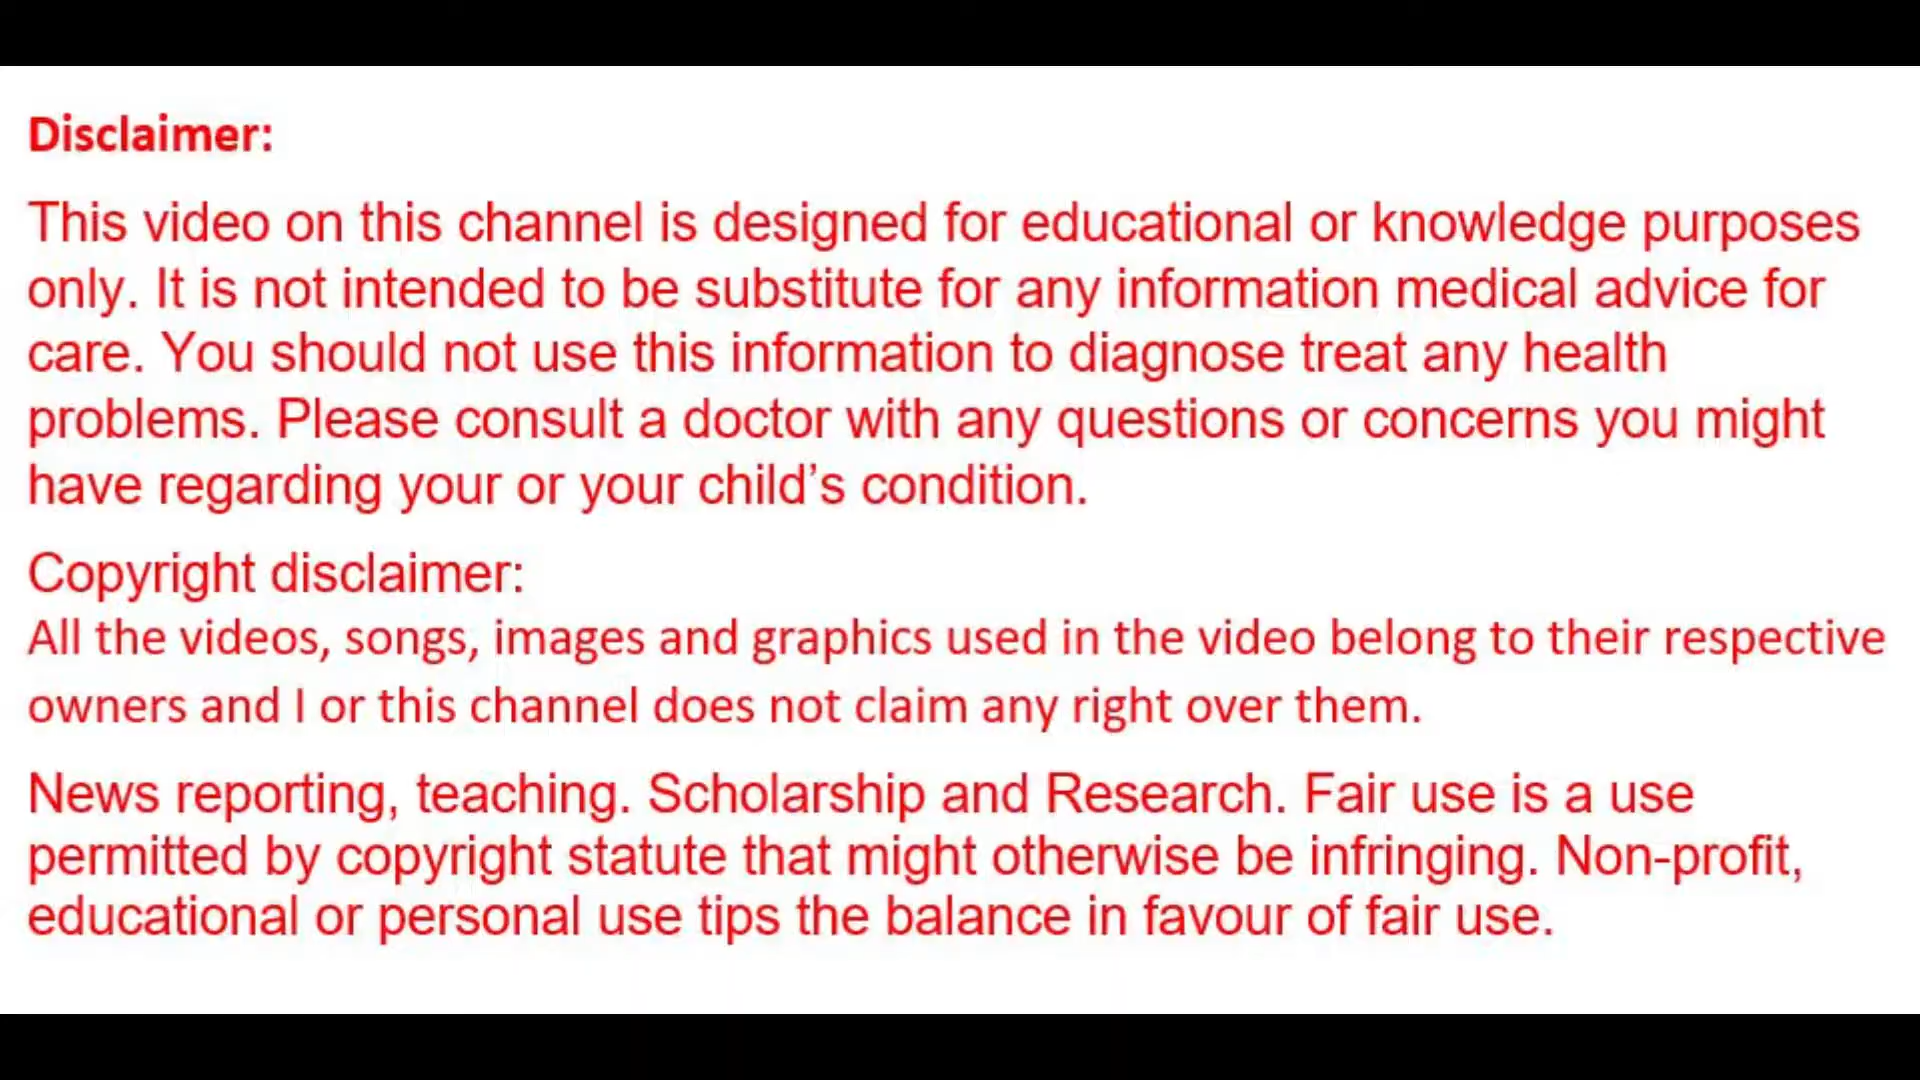 Disclaimer:
This video on this channel is designed for educational or knowledge purposes
only. It is not intended to be substitute for any information medical advice for
care. You should not use this information to diagnose treat any health
problems. Please consult a doctor with any questions or concerns you might
have regarding your or your child’s condition.
Copyright disclaimer:
All the videos, songs, images and graphics used in the video belong to their respective
owners and I or this channel does not claim any right over them.
News reporting, teaching. Scholarship and Research. Fair use is a use
permitted by copyright statute that might otherwise be infringing. Non-profit,
educational or personal use tips the balance in favour of fair use.